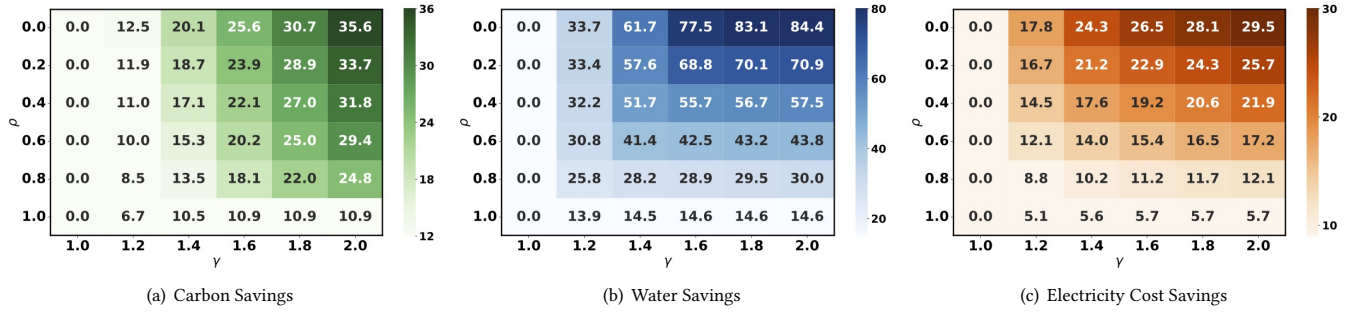 0.0 0.0 12.5 20.1 25.6 30.7 35.6
0.2 0.0 11.9 18.7 23.9 28.9 33.7
0.4 0.0 11.0 17.1 22.1 27.0 31.8
0.6 0.0 10.0 15.3 20.2 25.0 29.4
0.8 0.0 8.5 13.5 18.1 22.0 24.8
1.0 0.0 6.7 10.5 10.9 10.9 10.9
1.0 1.2 1.4 1.6 1.8 2.0
ρ
γ
36
30
24
18
12
(a) Carbon Savings
0.0 0.0 33.7 61.7 77.5 83.1 84.4
0.2 0.0 33.4 57.6 68.8 70.1 70.9
0.4 0.0 32.2 51.7 55.7 56.7 57.5
0.6 0.0 30.8 41.4 42.5 43.2 43.8
0.8 0.0 25.8 28.2 28.9 29.5 30.0
1.0 0.0 13.9 14.5 14.6 14.6 14.6
1.0 1.2 1.4 1.6 1.8 2.0
ρ
γ
80
60
40
20
(b) Water Savings
0.0 0.0 17.8 24.3 26.5 28.1 29.5
0.2 0.0 16.7 21.2 22.9 24.3 25.7
0.4 0.0 14.5 17.6 19.2 20.6 21.9
0.6 0.0 12.1 14.0 15.4 16.5 17.2
0.8 0.0 8.8 10.2 11.2 11.7 12.1
1.0 0.0 5.1 5.6 5.7 5.7 5.7
1.0 1.2 1.4 1.6 1.8 2.0
ρ
γ
30
20
10
(c) Electricity Cost Savings